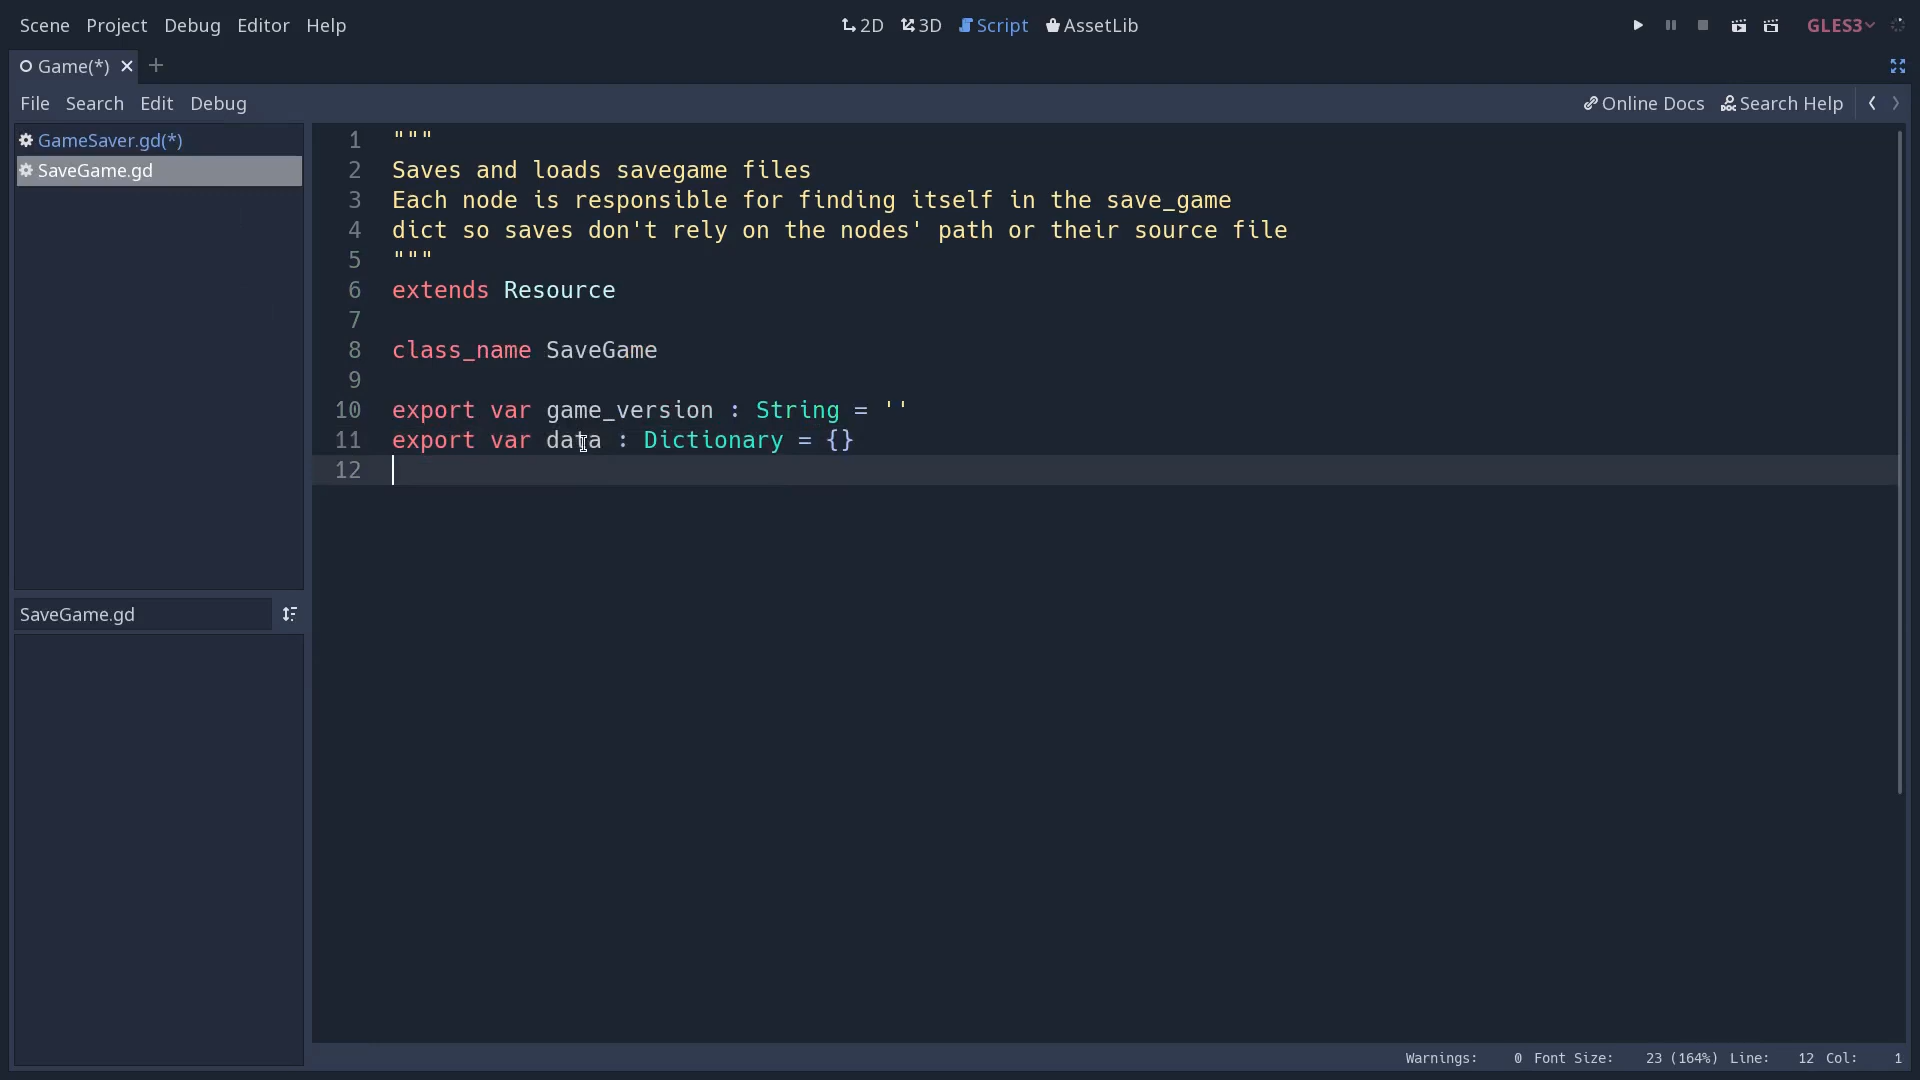 Scene Project Debug Editor Help 2D 3D Script AssetLib GLES3
Game(*)
File Search Edit Debug Online Docs Search Help
GameSaver.gd(*)
SaveGame.gd
SaveGame.gd
1 """
2 Saves and loads savegame files
3 Each node is responsible for finding itself in the save_game
4 dict so saves don't rely on the nodes' path or their source file
5 """
6 extends Resource
7
8 class_name SaveGame
9
10 export var game_version : String = ''
11 export var data : Dictionary = {}
12
Warnings: 0 Font Size: 23 (164%) Line: 12 Col: 1